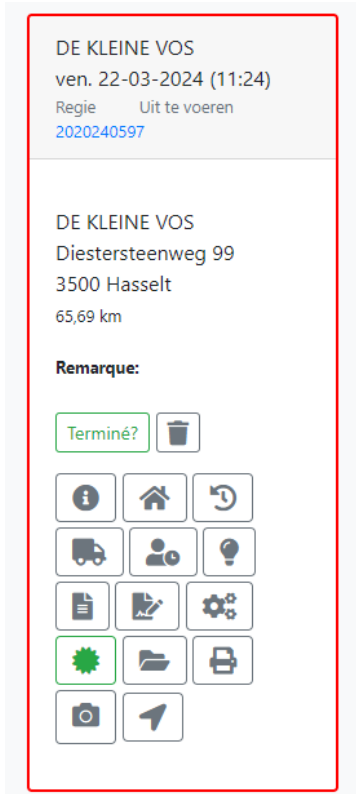 DE KLEINE VOS
ven. 22-03-2024 (11:24)
Regie Uit te voeren
2020240597
DE KLEINE VOS
Diestersteenweg 99
3500 Hasselt
65,69 km
Remarque:
Terminé?